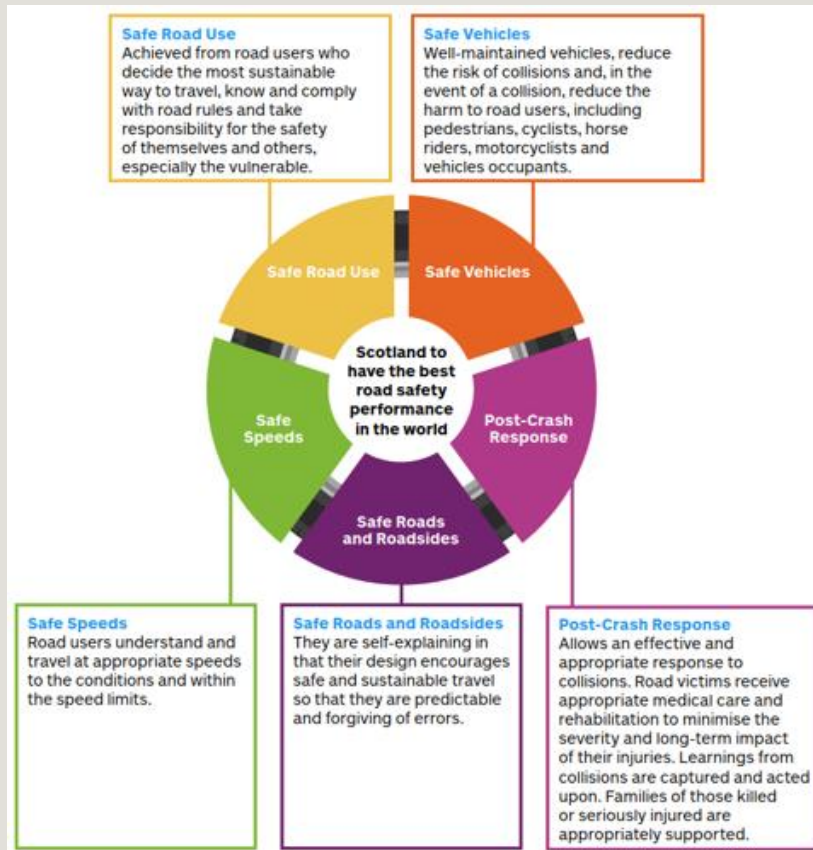 Safe Road Use
Achieved from road users who
decide the most sustainable
way to travel, know and comply
with road rules and take
responsibility for the safety
of themselves and others,
especially the vulnerable.
Safe Vehicles
Well-maintained vehicles, reduce
the risk of collisions and, in the
event of a collision, reduce the
harm to road users, including
pedestrians, cyclists, horse
riders, motorcyclists and
vehicles occupants.
Safe Road Use
Safe Vehicles
Scotland to
have the best
road safety
performance
in the world
Safe
Speeds
Post-Crash
Response
Safe Roads
and Roadsides
Safe Speeds
Road users understand and
travel at appropriate speeds
to the conditions and within
the speed limits.
Safe Roads and Roadsides
They are self-explaining in
that their design encourages
safe and sustainable travel
so that they are predictable
and forgiving of errors.
Post-Crash Response
Allows an effective and
appropriate response to
collisions. Road victims receive
appropriate medical care and
rehabilitation to minimise the
severity and long-term impact
of their injuries. Learnings from
collisions are captured and acted
upon. Families of those killed
or seriously injured are
appropriately supported.